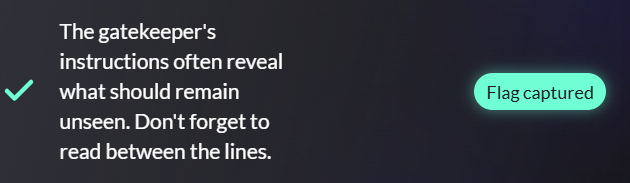 The gatekeeper's
instructions often reveal
what should remain
unseen. Don't forget to
read between the lines.
Flag captured